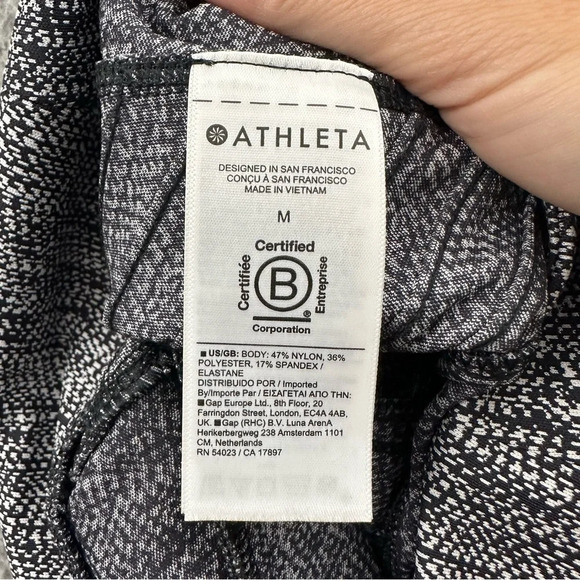 ATHLETA
DESIGNED IN SAN FRANCISCO
CONÇU À SAN FRANCISCO
MADE IN VIETNAM
M
Certified
Certifiée
B
Entreprise
®
Corporation
■ US/GB: BODY: 47% NYLON, 36%
POLYESTER, 17% SPANDEX /
ELASTANE
DISTRIBUIDO POR / Imported
By/Importe Par / ΕΙΣΑΓΕΤΑΙ ΑΠΟ ΤΗΝ:
■Gap Europe Ltd., 8th Floor, 20
Farringdon Street, London, EC4A 4AB,
UK. ■Gap (RHC) B.V. Luna ArenA
Herikerbergweg 238 Amsterdam 1101
CM, Netherlands
RN 54023 / CA 17897